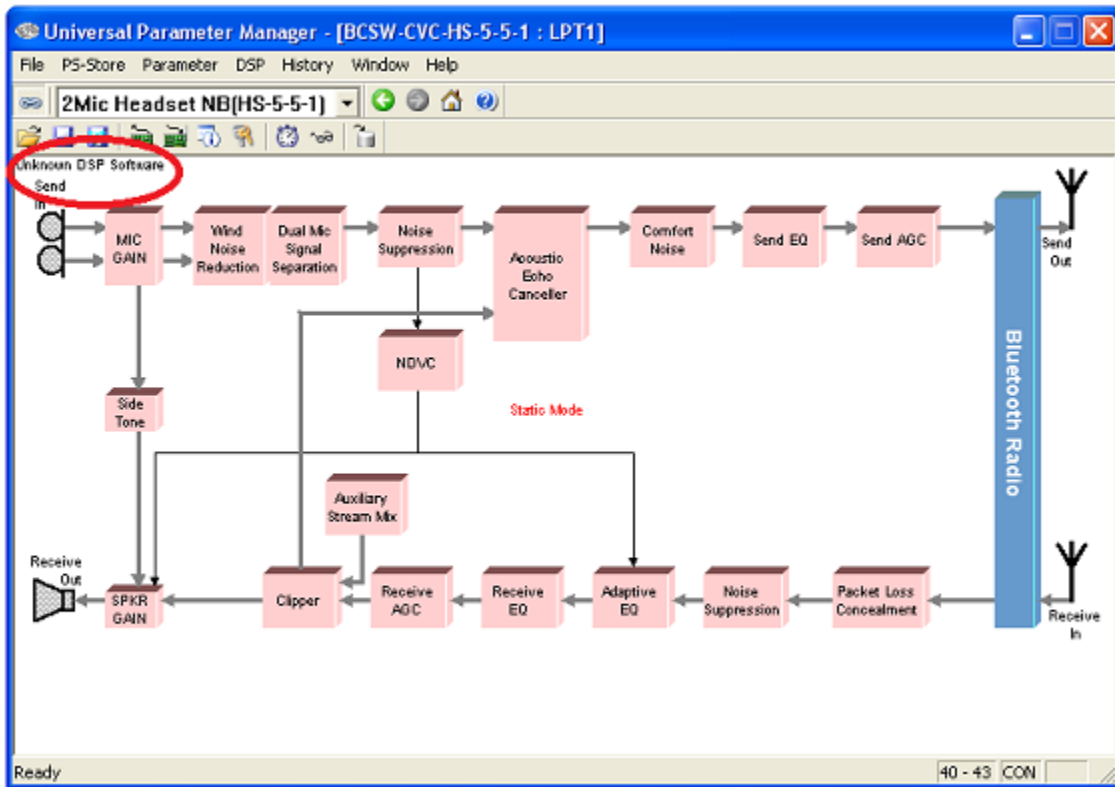 Universal Parameter Manager - [BCSW-CVC-HS-5-5-1 : LPT1]
File PS-Store Parameter DSP History Window Help
2Mic Headset NB(HS-5-5-1)
Unknown DSP Software
Send
In
MIC
GAIN
Wind
Noise
Reduction
Dual Mic
Signal
Separation
Noise
Suppression
Acoustic
Echo
Canceller
Comfort
Noise
Send EQ
Send AGC
Send
Out
Bluetooth Radio
NDVC
Side
Tone
Static Mode
Auxiliary
Stream Mix
Receive
Out
SPKR
GAIN
Clipper
Receive
AGC
Receive
EQ
Adaptive
EQ
Noise
Suppression
Packet Loss
Concealment
Receive
In
Ready
40 - 43 CON